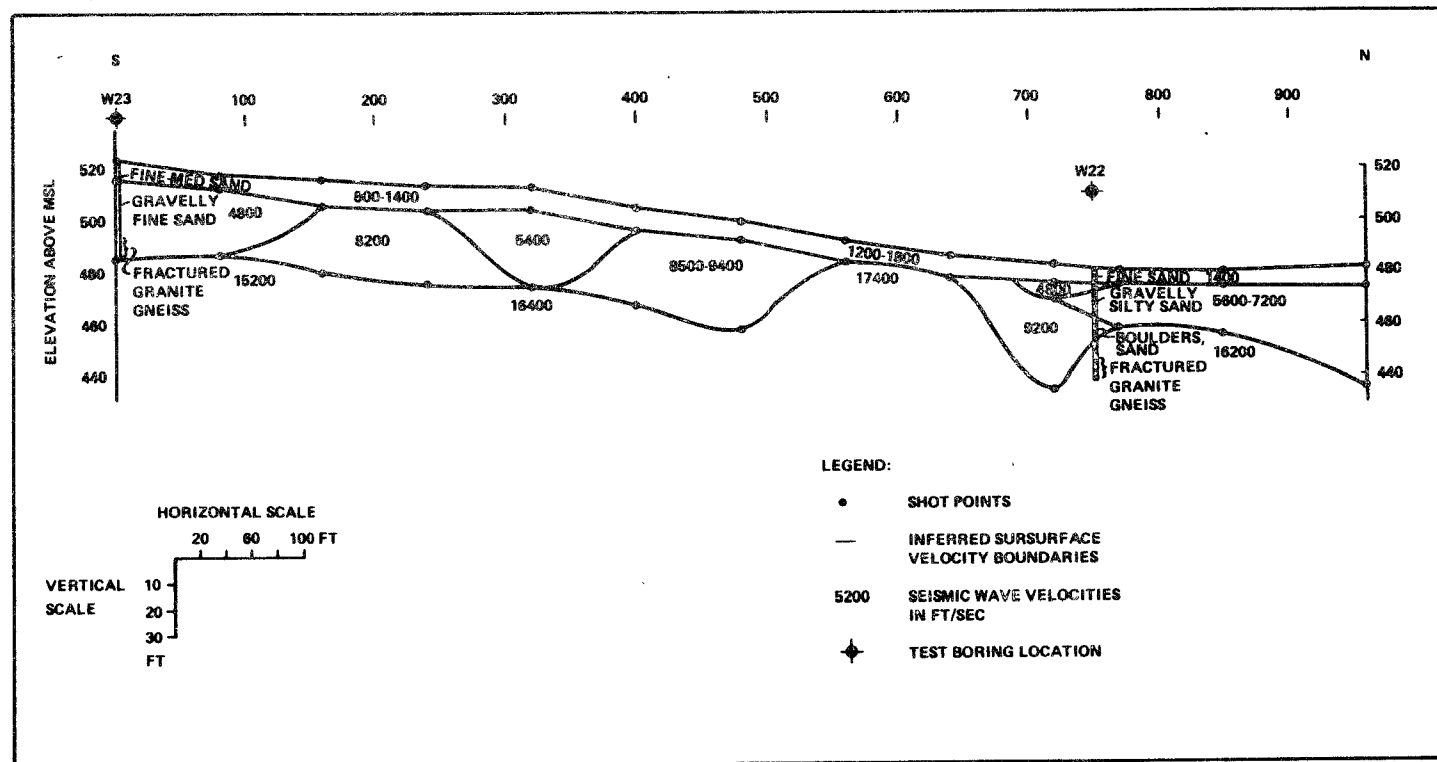 S N
W23 100 200 300 400 500 600 700 800 900
ELEVATION ABOVE MSL
520
500
480
460
440
W22
520
500
480
460
440
FINE-MED SAND
GRAVELLY
FINE SAND
4800
FRACTURED
GRANITE
GNEISS
15200
800-1400
8200
5400
16400
8500-9400
1200-1800
17400
9200
FINE SAND 1400
GRAVELLY
SILTY SAND
5600-7200
BOULDERS,
SAND
16200
FRACTURED
GRANITE
GNEISS
LEGEND:
SHOT POINTS
INFERRED SURSURFACE
VELOCITY BOUNDARIES
5200 SEISMIC WAVE VELOCITIES
IN FT/SEC
TEST BORING LOCATION
HORIZONTAL SCALE
20 60 100 FT
VERTICAL
SCALE
10
20
30
FT